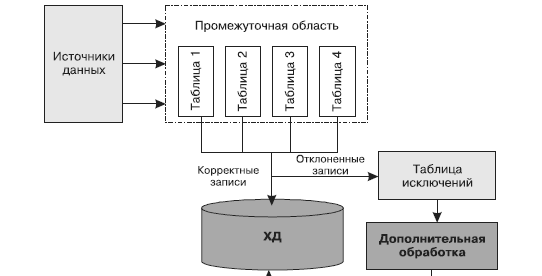 Источники
данных
Промежуточная область
Таблица 1
Таблица 2
Таблица 3
Таблица 4
Корректные
записи
Отклоненные
записи
Таблица
исключений
ХД
Дополнительная
обработка